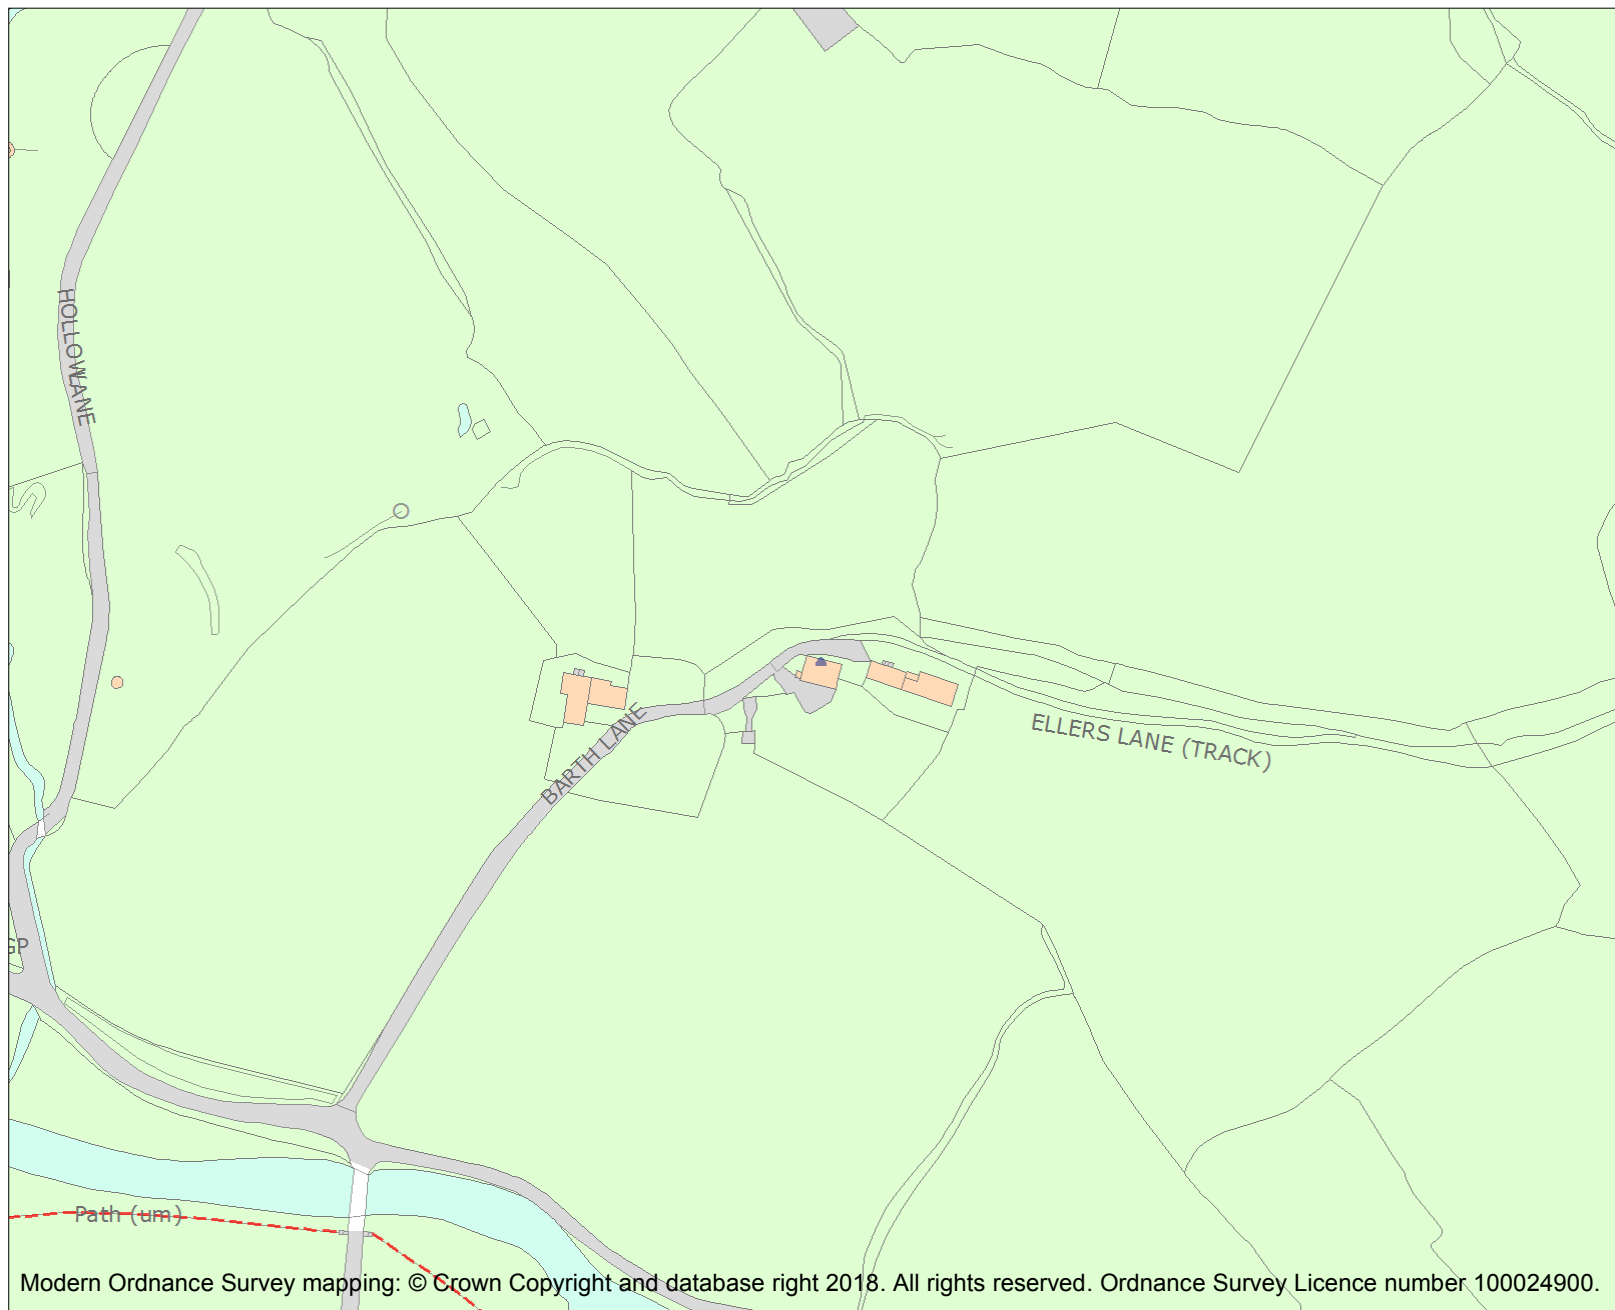 HOLLOW LANE
BARTH LANE
ELLERS LANE (TRACK)
GP
Path (um)
Modern Ordnance Survey mapping: © Crown Copyright and database right 2018. All rights reserved. Ordnance Survey Licence number 100024900.